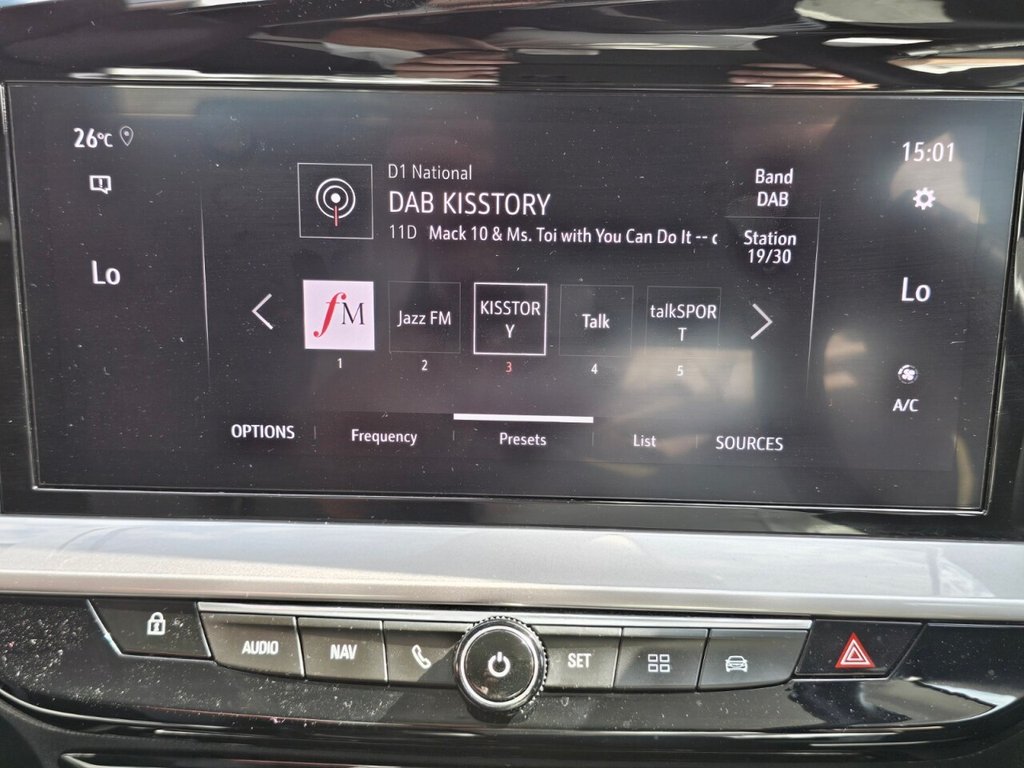 26°C
15:01
D1 National
DAB KISSTORY
11D Mack 10 & Ms. Toi with You Can Do It -- c
Band
DAB
Station
19/30
Lo
Lo
fM
Jazz FM
KISSTOR
Y
Talk
talkSPOR
T
1
2
3
4
5
A/C
OPTIONS
Frequency
Presets
List
SOURCES
AUDIO
NAV
SET